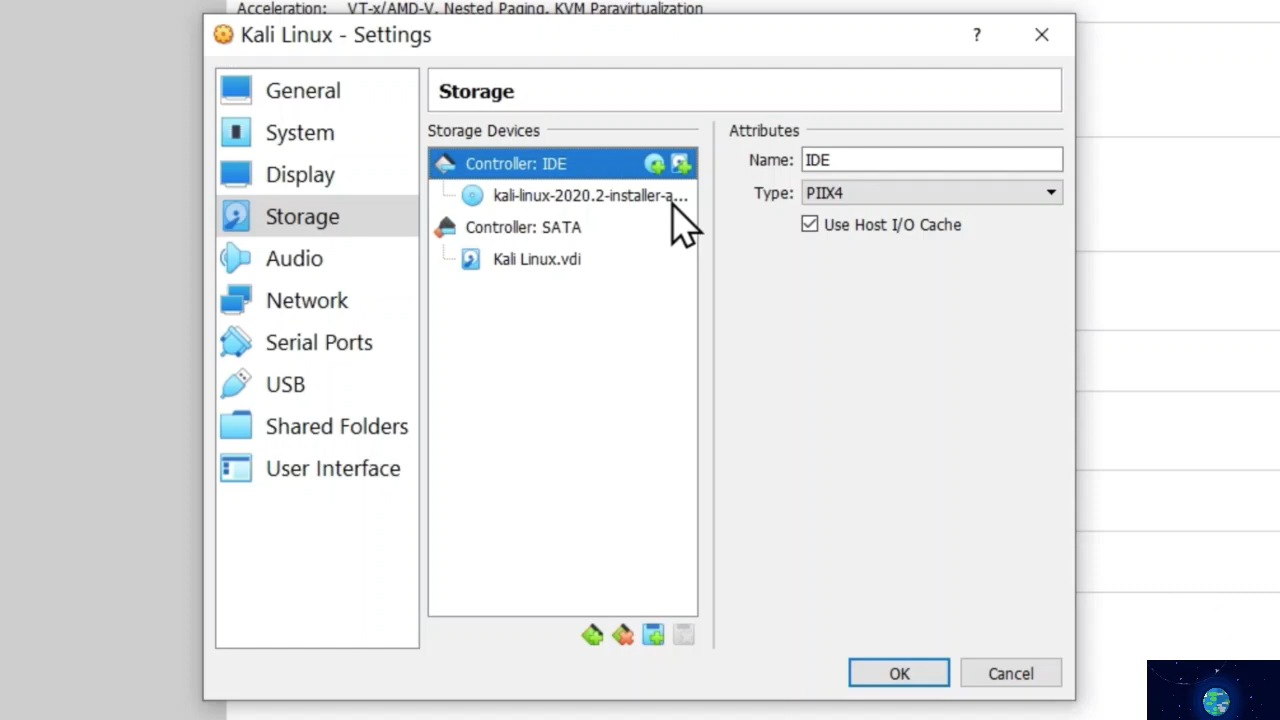 Acceleration: VT-x/AMD-V, Nested Paging, KVM Paravirtualization
Kali Linux - Settings
?
General
System
Display
Storage
Audio
Network
Serial Ports
USB
Shared Folders
User Interface
Storage
Storage Devices
Controller: IDE
kali-linux-2020.2-installer-a...
Controller: SATA
Kali Linux.vdi
Attributes
Name: IDE
Type: PIIX4
Use Host I/O Cache
OK
Cancel